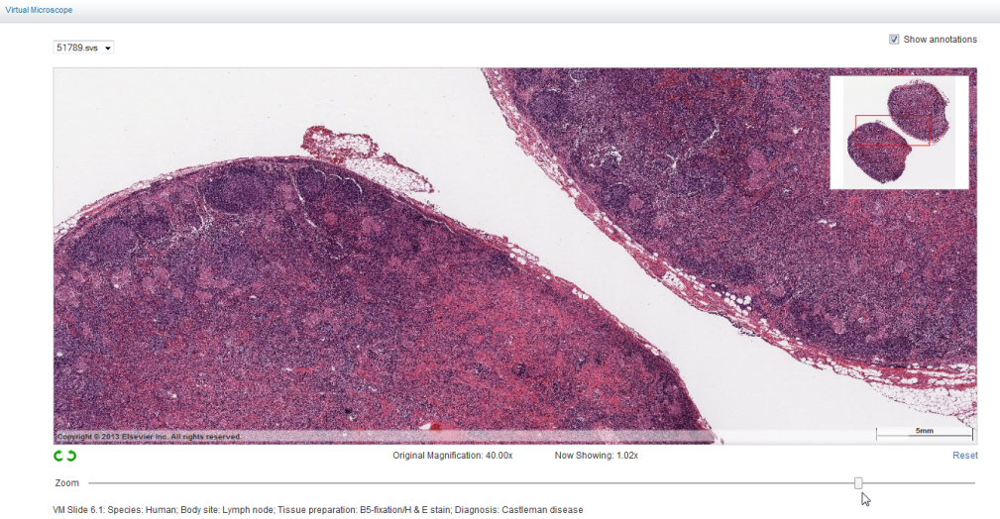 Virtual Microscope
51789.svs
Show annotations
Copyright © 2013 Elsevier Inc. All rights reserved.
5mm
Original Magnification: 40.00x Now Showing: 1.02x Reset
Zoom
VM Slide 6.1: Species: Human; Body site: Lymph node; Tissue preparation: B5-fixation/H & E stain; Diagnosis: Castleman disease